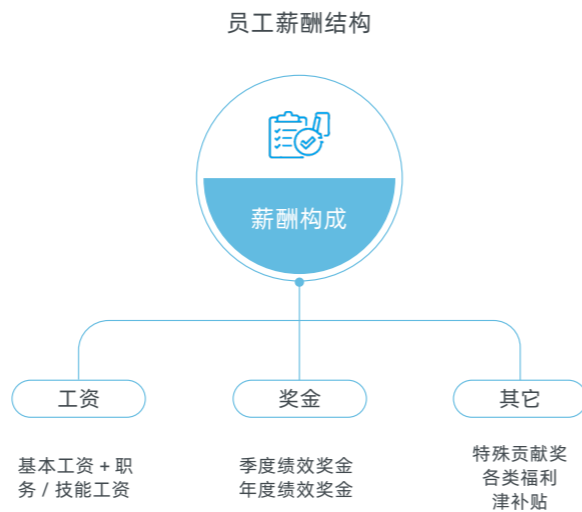 员工薪酬结构
薪酬构成
工资
奖金
其它
基本工资 + 职
务 / 技能工资
季度绩效奖金
年度绩效奖金
特殊贡献奖
各类福利
津补贴